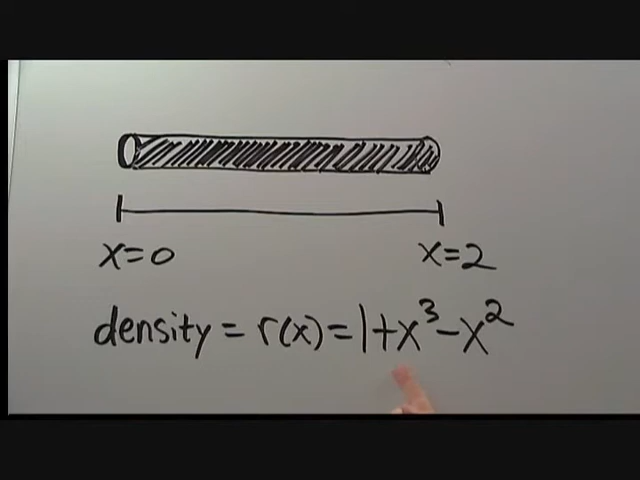 x=0 x=2
density = r(x) = 1+x³-x²